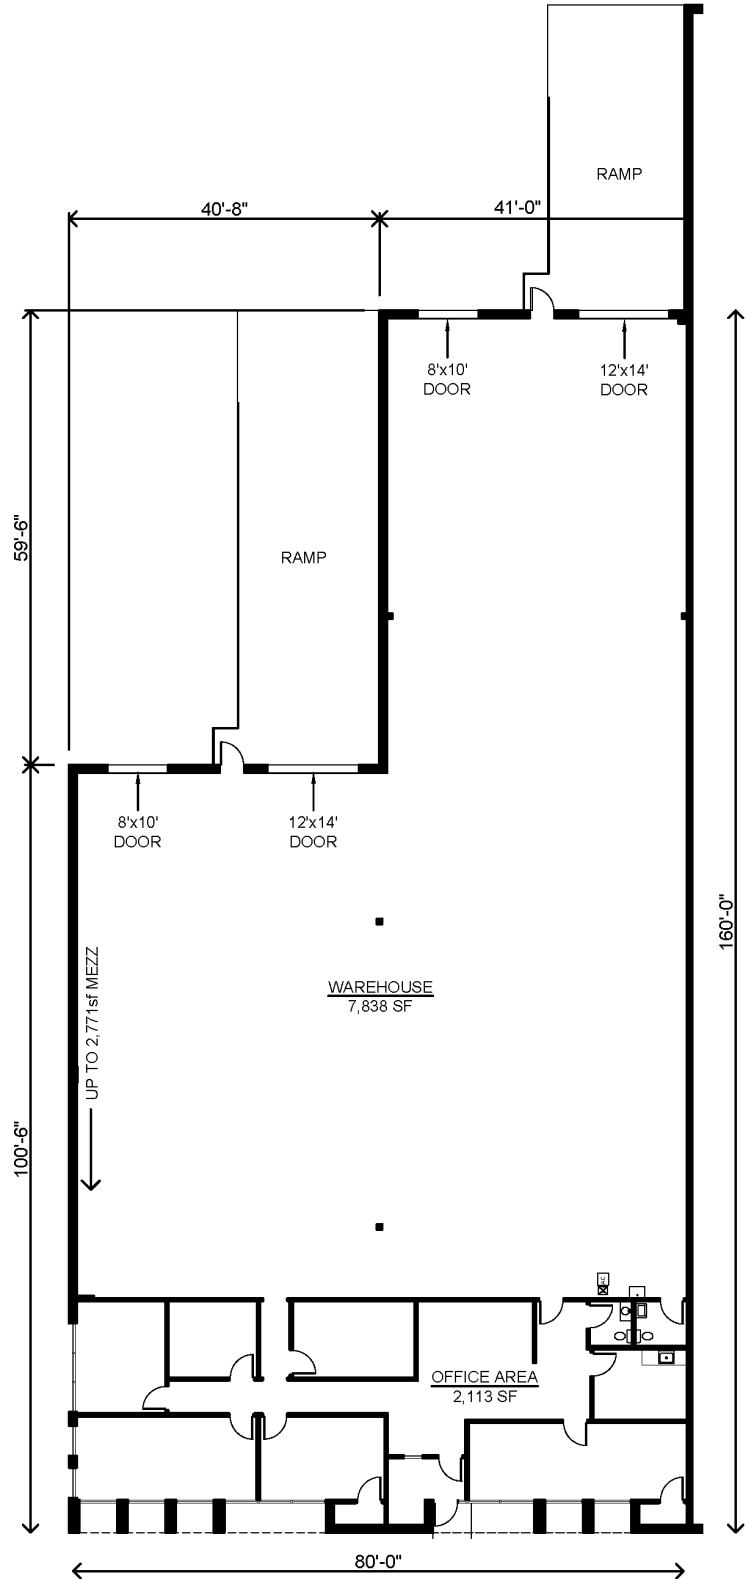 RAMP
40'-8"
41'-0"
8'x10'
DOOR
12'x14'
DOOR
59'-6"
RAMP
8'x10'
DOOR
12'x14'
DOOR
160'-0"
UP TO 2,771sf MEZZ
WAREHOUSE
7,838 SF
100'-6"
AC
OFFICE AREA
2,113 SF
80'-0"